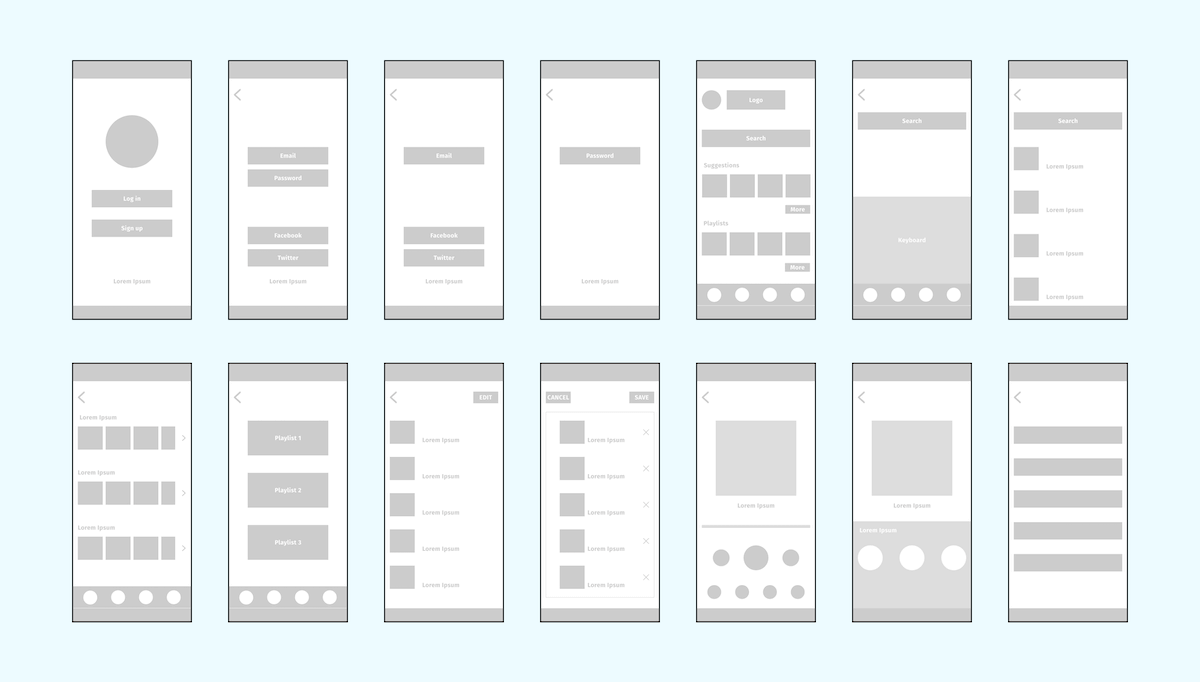 Log in
Sign up
Lorem Ipsum
Email
Password
Facebook
Twitter
Lorem Ipsum
Email
Facebook
Twitter
Lorem Ipsum
Password
Lorem Ipsum
Logo
Search
Suggestions
More
Playlists
More
Search
Keyboard
Search
Lorem Ipsum
Lorem Ipsum
Lorem Ipsum
Lorem Ipsum
Lorem Ipsum
Lorem Ipsum
Lorem Ipsum
Playlist 1
Playlist 2
Playlist 3
EDIT
Lorem Ipsum
Lorem Ipsum
Lorem Ipsum
Lorem Ipsum
Lorem Ipsum
CANCEL SAVE
Lorem Ipsum
Lorem Ipsum
Lorem Ipsum
Lorem Ipsum
Lorem Ipsum
Lorem Ipsum
Lorem Ipsum
Lorem Ipsum